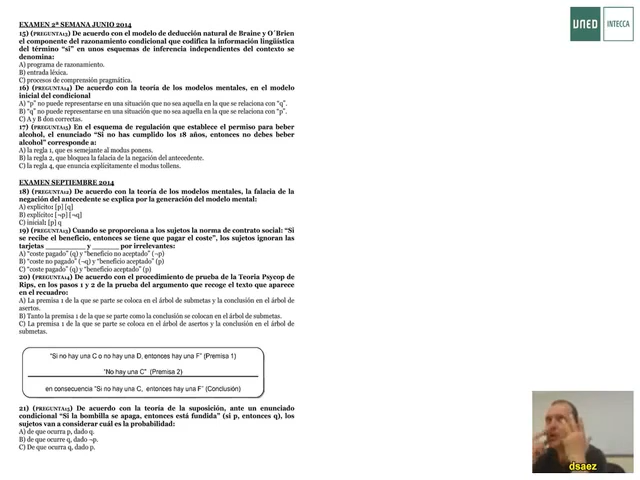 EXAMEN 2ª SEMANA JUNIO 2014
15) (PREGUNTA13) De acuerdo con el modelo de deducción natural de Braine y O´Brien
el componente del razonamiento condicional que codifica la información lingüística
del término “si” en unos esquemas de inferencia independientes del contexto se
denomina:
A) programa de razonamiento.
B) entrada léxica.
C) procesos de comprensión pragmática.
16) (PREGUNTA14) De acuerdo con la teoría de los modelos mentales, en el modelo
inicial del condicional
A) “p” no puede representarse en una situación que no sea aquella en la que se relaciona con “q”.
B) “q” no puede representarse en una situación que no sea aquella en la que se relaciona con “p”.
C) A y B don correctas.
17) (PREGUNTA15) En el esquema de regulación que establece el permiso para beber
alcohol, el enunciado “Si no has cumplido los 18 años, entonces no debes beber
alcohol” corresponde a:
A) la regla 1, que es semejante al modus ponens.
B) la regla 2, que bloquea la falacia de la negación del antecedente.
C) la regla 4, que enuncia explícitamente el modus tollens.
EXAMEN SEPTIEMBRE 2014
18) (PREGUNTA12) De acuerdo con la teoría de los modelos mentales, la falacia de la
negación del antecedente se explica por la generación del modelo mental:
A) explícito: [p] [q]
B) explícito: [¬p] [¬q]
C) inicial: [p] q
19) (PREGUNTA13) Cuando se proporciona a los sujetos la norma de contrato social: “Si
se recibe el beneficio, entonces se tiene que pagar el coste”, los sujetos ignoran las
tarjetas _________ y ______ por irrelevantes:
A) “coste pagado” (q) y “beneficio no aceptado” (¬p)
B) “coste no pagado” (¬q) y “beneficio aceptado” (p)
C) “coste pagado” (q) y “beneficio aceptado” (p)
20) (PREGUNTA14) De acuerdo con el procedimiento de prueba de la Teoría Psycop de
Rips, en los pasos 1 y 2 de la prueba del argumento que recoge el texto que aparece
en el recuadro:
A) La premisa 1 de la que se parte se coloca en el árbol de submetas y la conclusión en el árbol de
asertos.
B) Tanto la premisa 1 de la que se parte como la conclusión se colocan en el árbol de submetas.
C) La premisa 1 de la que se parte se coloca en el árbol de asertos y la conclusión en el árbol de
submetas.
“Si no hay una C o no hay una D, entonces hay una F” (Premisa 1)
“No hay una C” (Premisa 2)
en consecuencia “Si no hay una C, entonces hay una F” (Conclusión)
21) (PREGUNTA15) De acuerdo con la teoría de la suposición, ante un enunciado
condicional “Si la bombilla se apaga, entonces está fundida” (si p, entonces q), los
sujetos van a considerar cuál es la probabilidad:
A) de que ocurra p, dado q.
B) de que ocurre q, dado ¬p.
C) De que ocurra q, dado p.
UNED INTECCA
dsaez